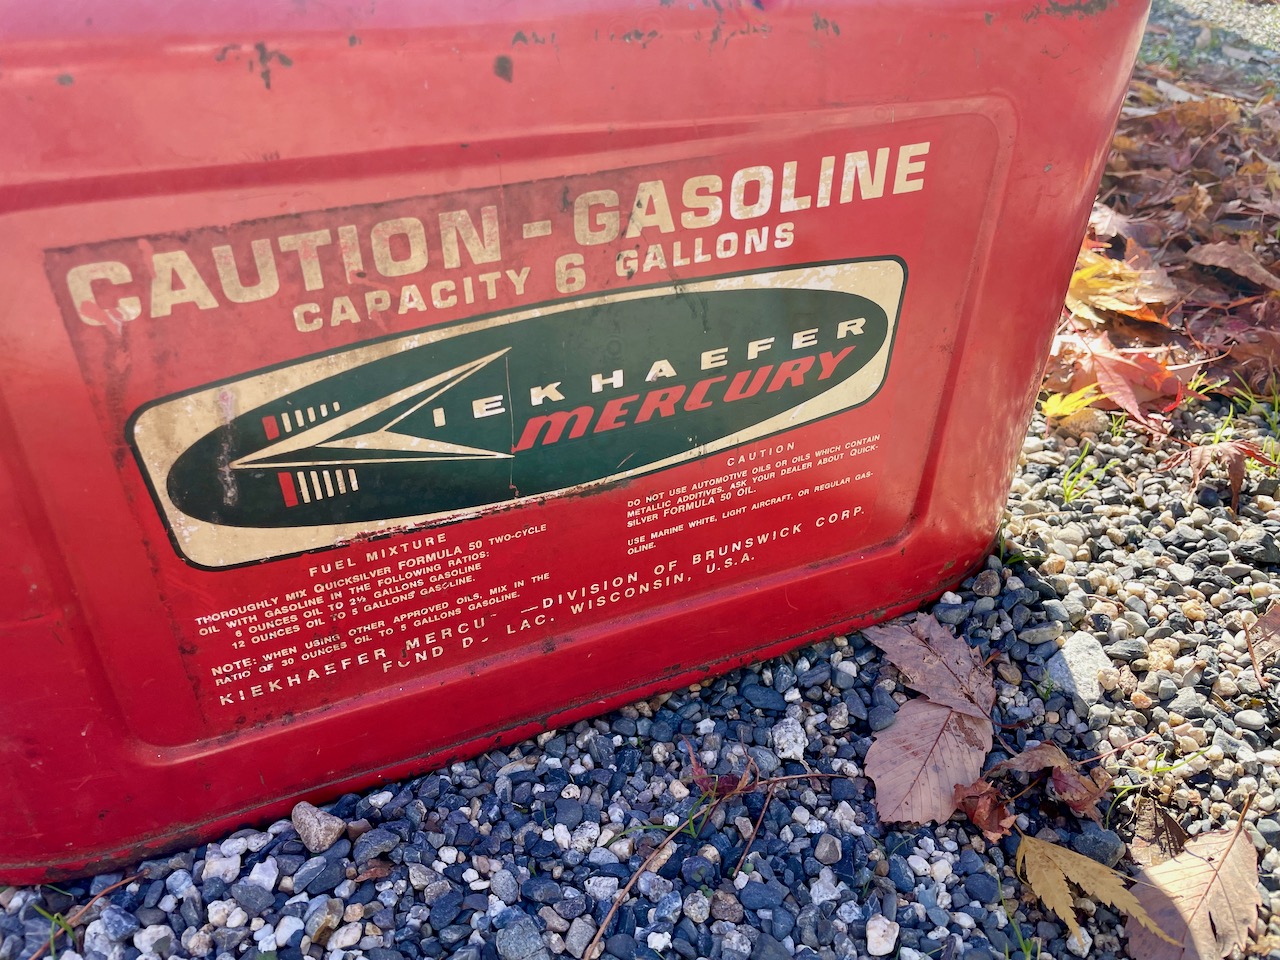 CAUTION - GASOLINE
CAPACITY 6 GALLONS
KIEKHAEFER
MERCURY
FUEL MIXTURE
THOROUGHLY MIX QUICKSILVER FORMULA 50 TWO-CYCLE
OIL WITH GASOLINE IN THE FOLLOWING RATIOS:
6 OUNCES OIL TO 2½ GALLONS GASOLINE
12 OUNCES OIL TO 5 GALLONS GASOLINE.
NOTE: WHEN USING OTHER APPROVED OILS, MIX IN THE
RATIO OF 30 OUNCES OIL TO 5 GALLONS GASOLINE.
CAUTION
DO NOT USE AUTOMOTIVE OILS OR OILS WHICH CONTAIN
METALLIC ADDITIVES. ASK YOUR DEALER ABOUT QUICK-
SILVER FORMULA 50 OIL.
USE MARINE WHITE, LIGHT AIRCRAFT, OR REGULAR GAS-
OLINE.
KIEKHAEFER MERCU —DIVISION OF BRUNSWICK CORP.
FOND D LAC, WISCONSIN, U.S.A.